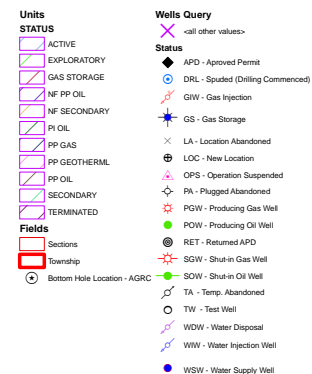 Units
STATUS
ACTIVE
EXPLORATORY
GAS STORAGE
NF PP OIL
NF SECONDARY
PI OIL
PP GAS
PP GEOTHERML
PP OIL
SECONDARY
TERMINATED
Fields
Sections
Township
Bottom Hole Location - AGRC
Wells Query
<all other values>
Status
APD - Aproved Permit
DRL - Spuded (Drilling Commenced)
GIW - Gas Injection
GS - Gas Storage
LA - Location Abandoned
LOC - New Location
OPS - Operation Suspended
PA - Plugged Abandoned
PGW - Producing Gas Well
POW - Producing Oil Well
RET - Returned APD
SGW - Shut-in Gas Well
SOW - Shut-in Oil Well
TA - Temp. Abandoned
TW - Test Well
WDW - Water Disposal
WIW - Water Injection Well
WSW - Water Supply Well